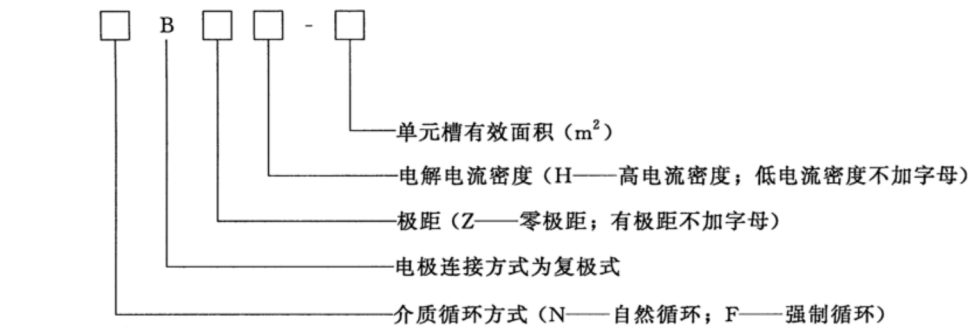 □ B □ □ - □
单元槽有效面积（m²）
电解电流密度（H——高电流密度；低电流密度不加字母）
极距（Z——零极距；有极距不加字母）
电极连接方式为复极式
介质循环方式（N——自然循环；F——强制循环）